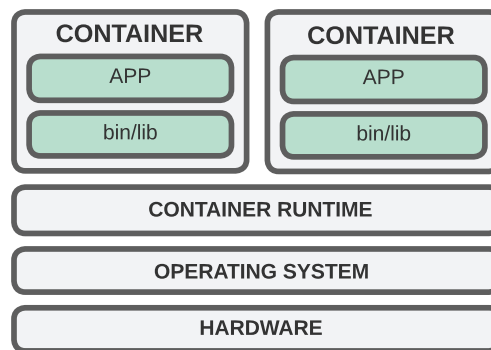 CONTAINER
APP
bin/lib
CONTAINER
APP
bin/lib
CONTAINER RUNTIME
OPERATING SYSTEM
HARDWARE